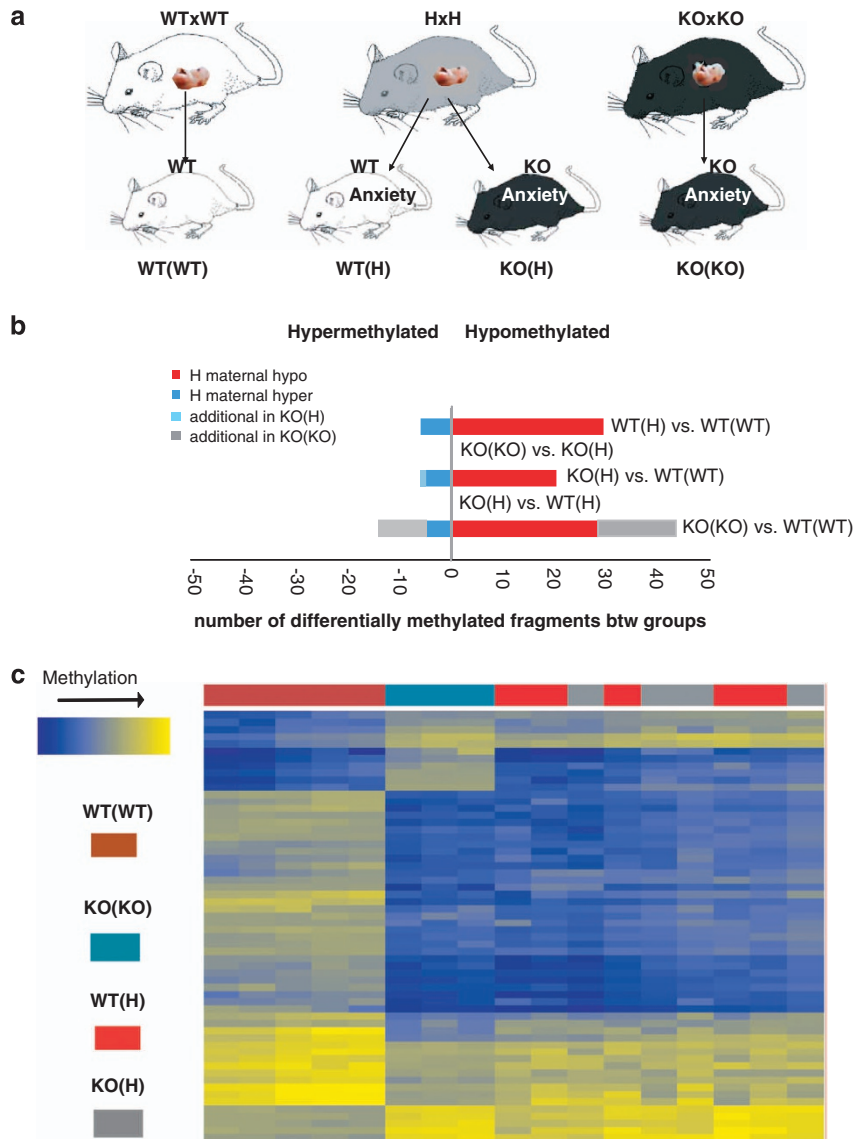 a
WTxWT HxH KOxKO
WT WT KO KO
Anxiety Anxiety Anxiety
WT(WT) WT(H) KO(H) KO(KO)
b
Hypermethylated Hypomethylated
H maternal hypo
H maternal hyper
additional in KO(H)
additional in KO(KO)
WT(H) vs. WT(WT)
KO(KO) vs. KO(H)
KO(H) vs. WT(WT)
KO(H) vs. WT(H)
KO(KO) vs. WT(WT)
-50 -40 -30 -20 -10 0 10 20 30 40 50
number of differentially methylated fragments btw groups
c
Methylation
WT(WT)
KO(KO)
WT(H)
KO(H)